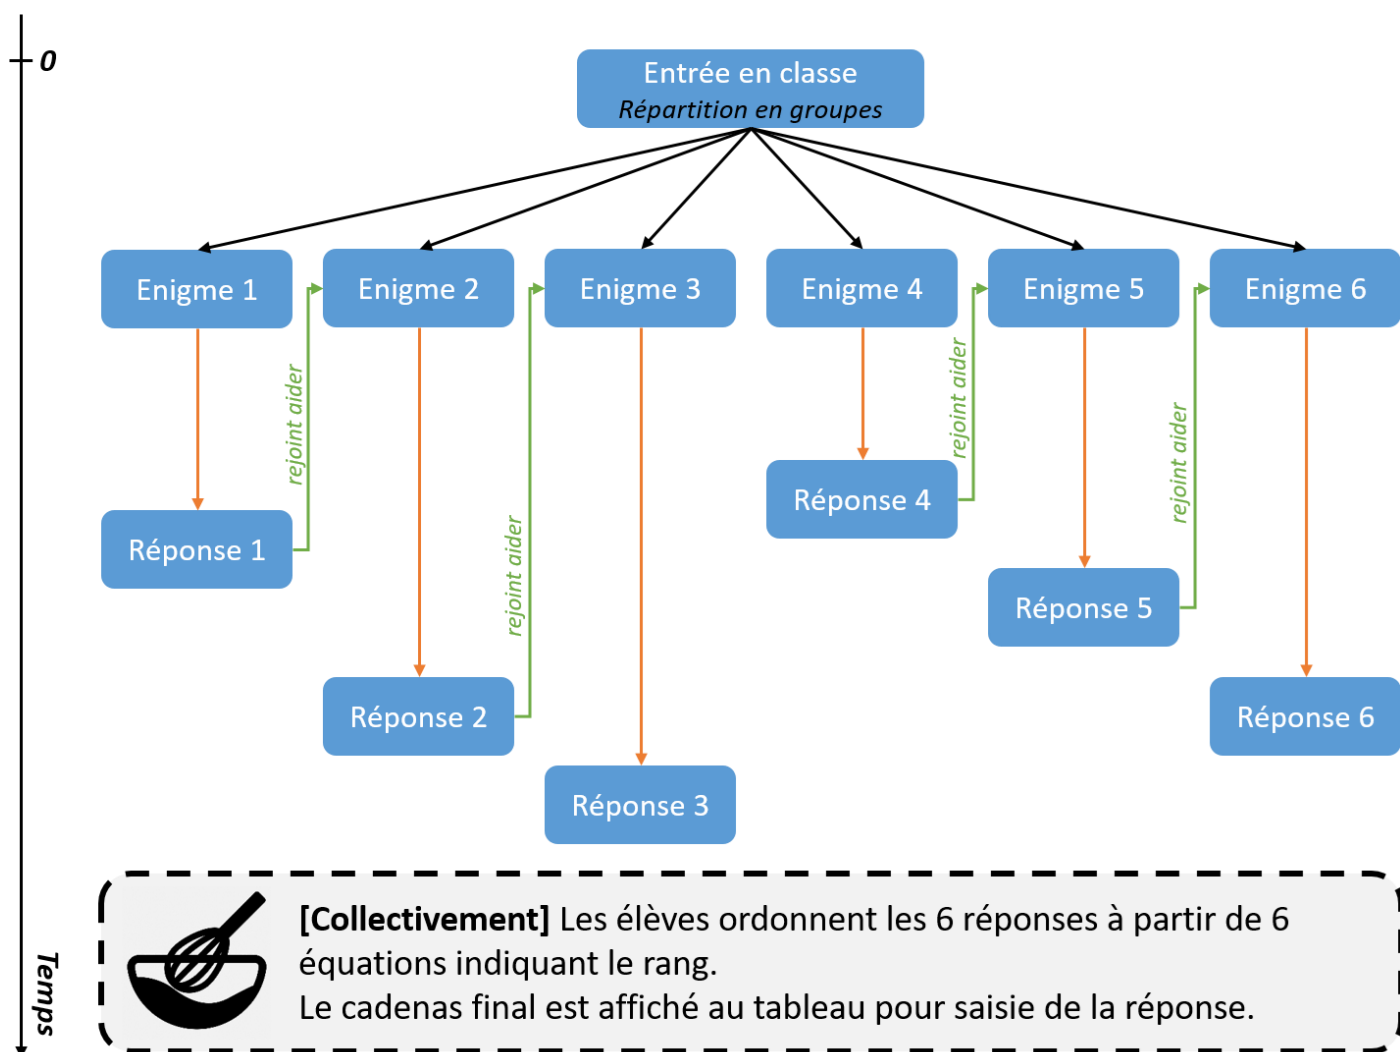 0
Entrée en classe
Répartition en groupes
Enigme 1
Enigme 2
Enigme 3
Enigme 4
Enigme 5
Enigme 6
rejoint aider
rejoint aider
rejoint aider
rejoint aider
Réponse 4
Réponse 1
Réponse 5
Réponse 2
Réponse 6
Réponse 3
[Collectivement] Les élèves ordonnent les 6 réponses à partir de 6
équations indiquant le rang.
Le cadenas final est affiché au tableau pour saisie de la réponse.
Temps